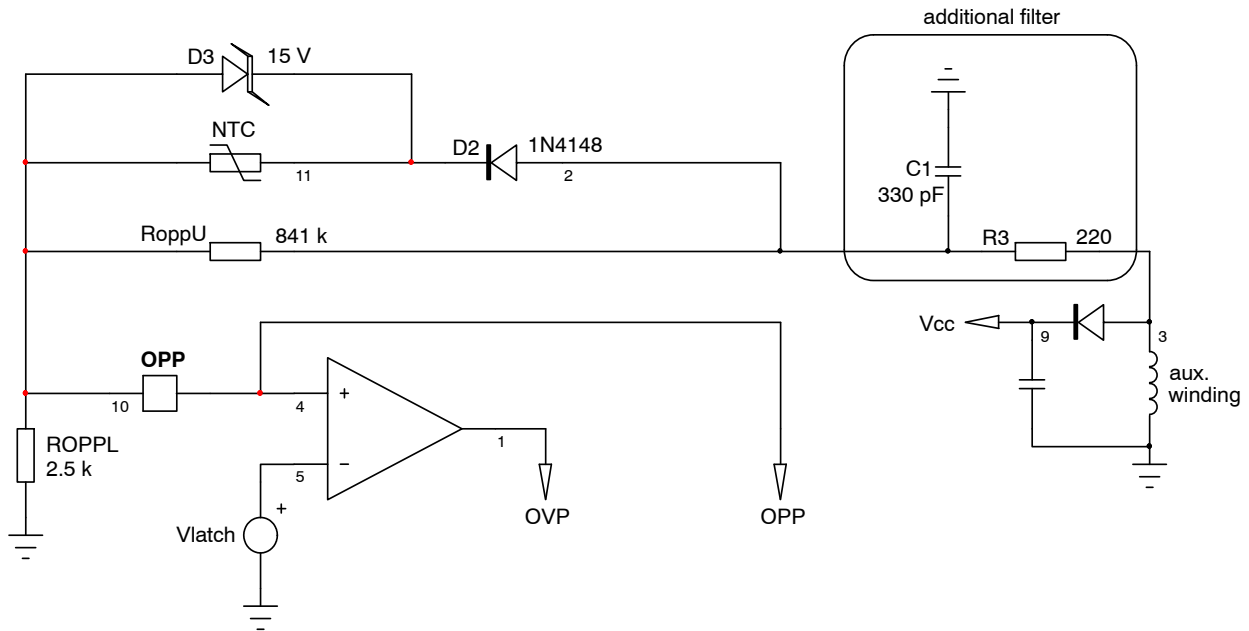 additional filter
D3 15 V
NTC
11
D2 1N4148
2
C1
330 pF
RoppU 841 k
R3 220
Vcc
9
3
aux.
winding
OPP
10
4
+
ROPPL
2.5 k
1
5
−
+
Vlatch
OVP
OPP